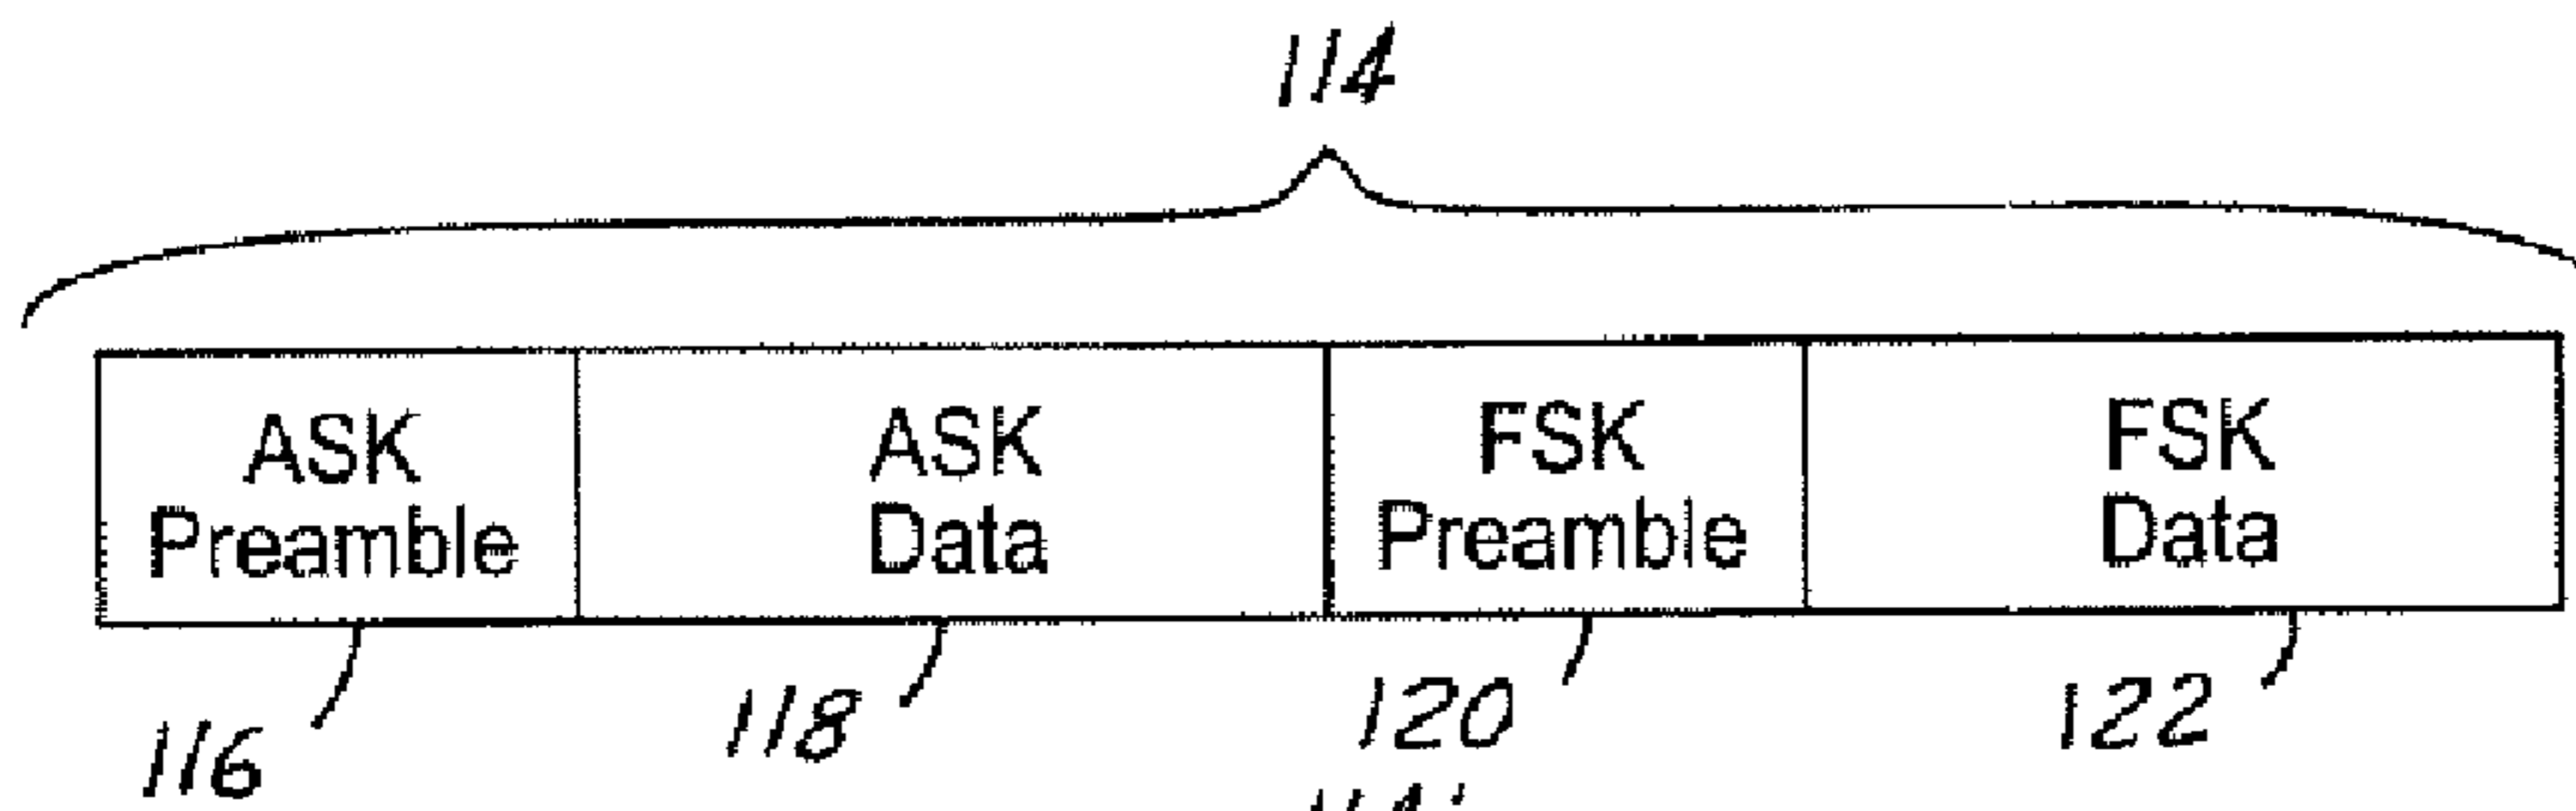 114
ASK Preamble
ASK Data
FSK Preamble
FSK Data
116
118
120
122